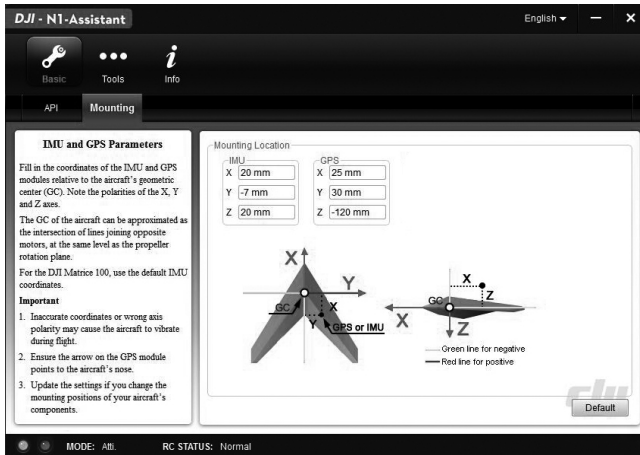 DJI - N1-Assistant English
Basic Tools Info
API Mounting
IMU and GPS Parameters
Fill in the coordinates of the IMU and GPS
modules relative to the aircraft's geometric
center (GC). Note the polarities of the X, Y
and Z axes.
The GC of the aircraft can be approximated as
the intersection of lines joining opposite
motors, at the same level as the propeller
rotation plane.
For the DJI Matrice 100, use the default IMU
coordinates.
Important
1. Inaccurate coordinates or wrong axis
polarity may cause the aircraft to vibrate
during flight.
2. Ensure the arrow on the GPS module
points to the aircraft's nose.
3. Update the settings if you change the
mounting positions of your aircraft's
components.
Mounting Location
IMU GPS
X 20 mm X 25 mm
Y -7 mm Y 30 mm
Z 20 mm Z -120 mm
X
Y
GC
X
Y
GPS or IMU
X
Z
GC
X
Z
Green line for negative
Red line for positive
dji
Default
MODE: Atti. RC STATUS: Normal